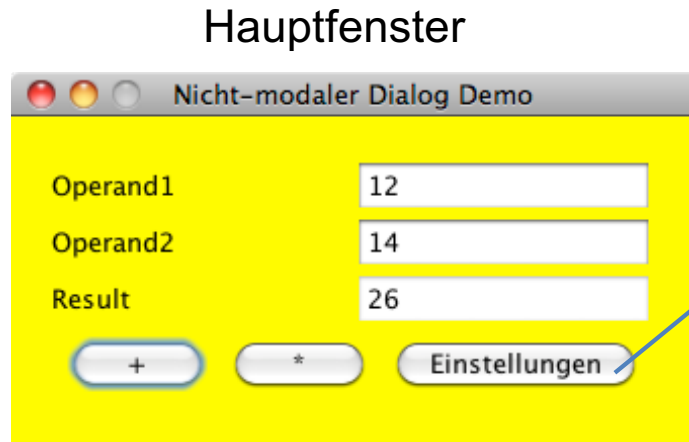 Hauptfenster
Nicht-modaler Dialog Demo
Operand1 12
Operand2 14
Result 26
+ * Einstellungen